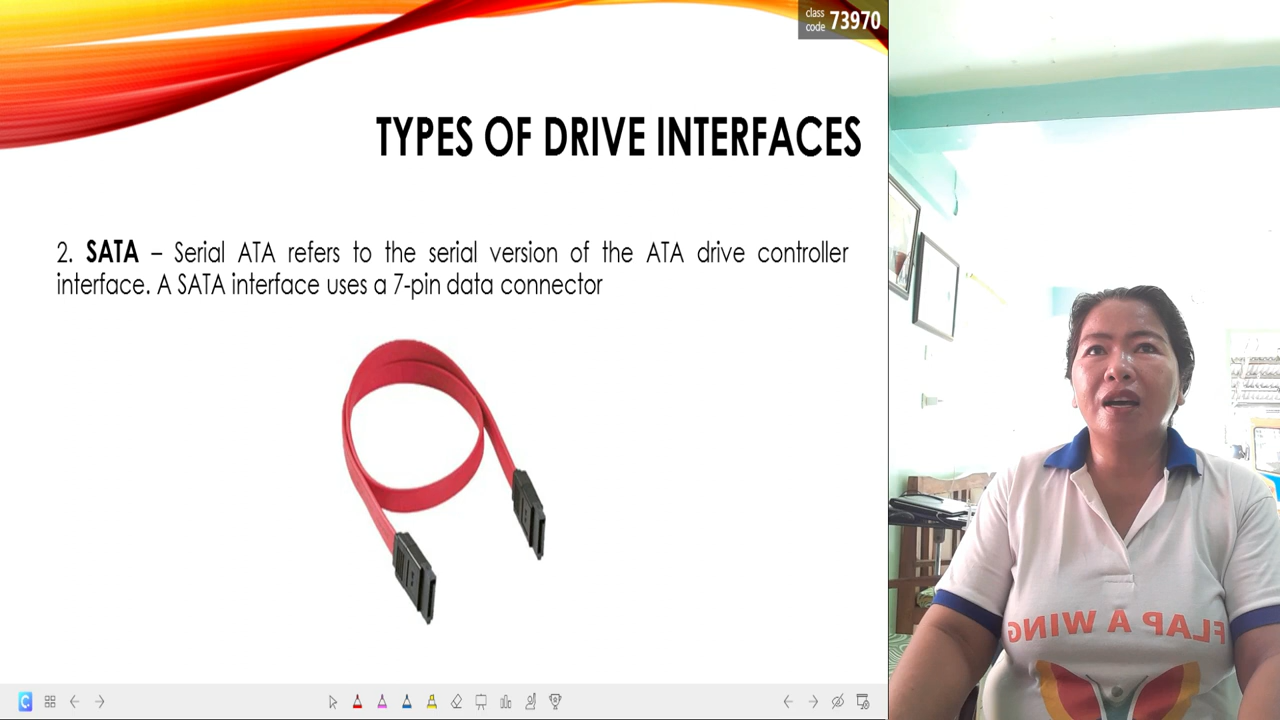 class
code 73970
TYPES OF DRIVE INTERFACES
2. SATA – Serial ATA refers to the serial version of the ATA drive controller
interface. A SATA interface uses a 7-pin data connector
FLAP A WING